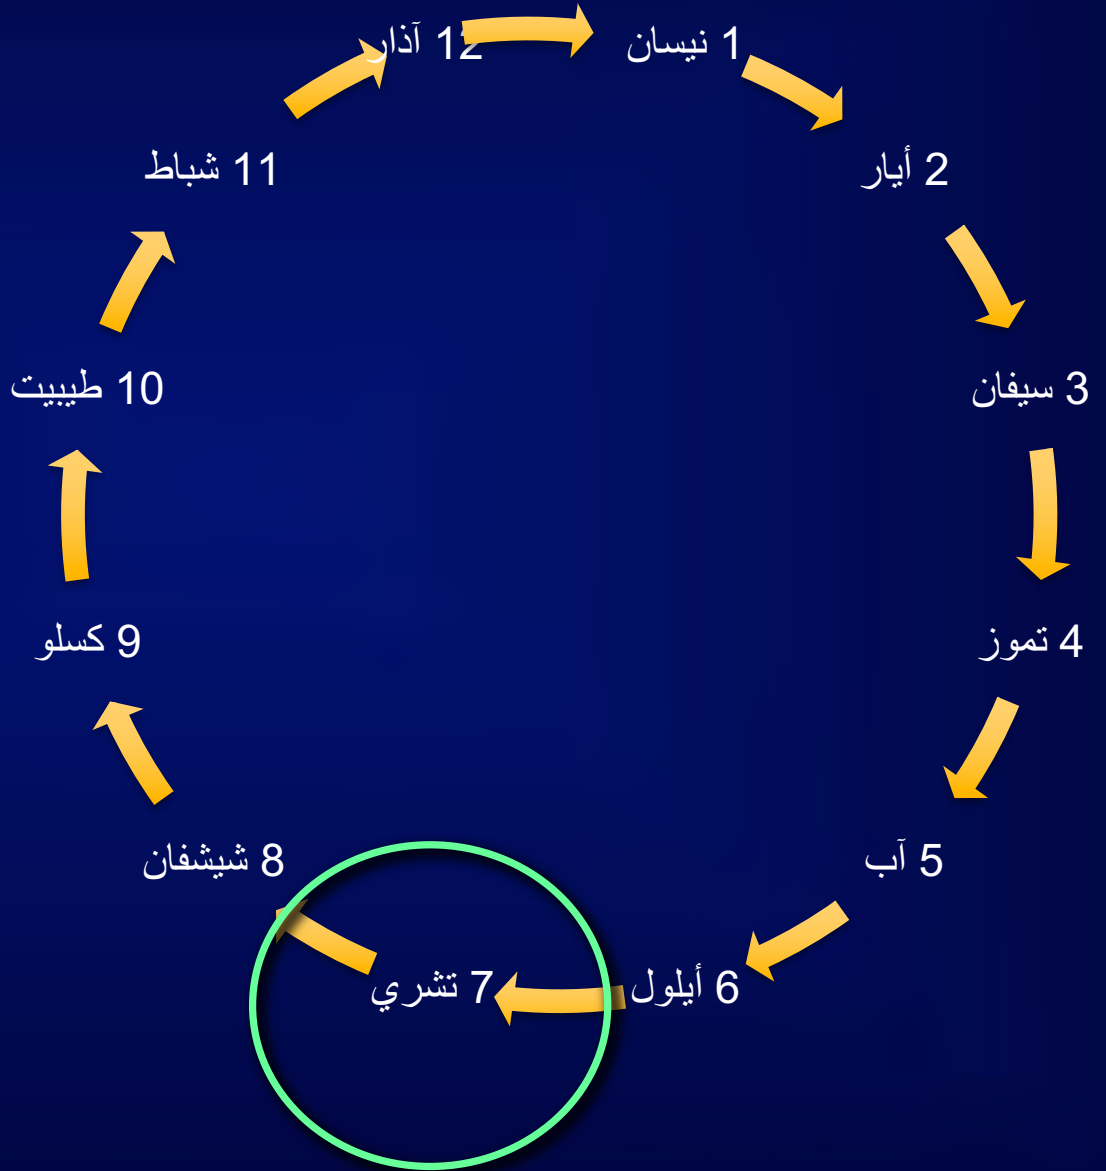 1 نيسان
2 أيار
3 سيفان
4 تموز
5 آب
6 أيلول
7 تشري
8 شيشفان
9 كسلو
10 طيبيت
11 شباط
12 آذار